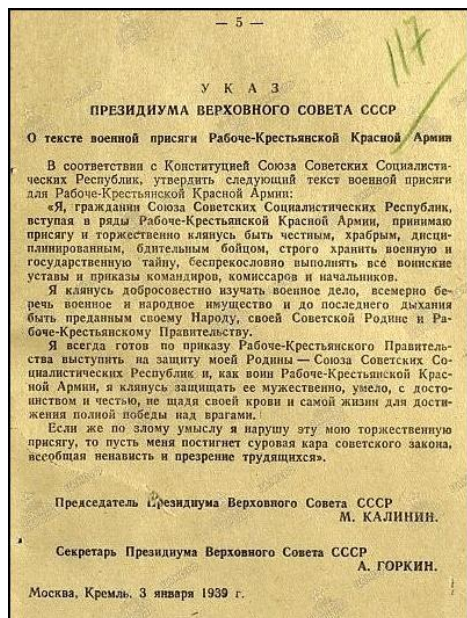 — 5 —
117
УКАЗ
ПРЕЗИДИУМА ВЕРХОВНОГО СОВЕТА СССР
О тексте военной присяги Рабоче-Крестьянской Красной Армии
В соответствии с Конституцией Союза Советских Социалисти-
ческих Республик, утвердить следующий текст военной присяги
для Рабоче-Крестьянской Красной Армии:
«Я, гражданин Союза Советских Социалистических Республик,
вступая в ряды Рабоче-Крестьянской Красной Армии, принимаю
присягу и торжественно клянусь быть честным, храбрым, дисци-
плинированным, бдительным бойцом, строго хранить военную и
государственную тайну, беспрекословно выполнять все воинские
уставы и приказы командиров, комиссаров и начальников.
Я клянусь добросовестно изучать военное дело, всемерно бе-
речь военное и народное имущество и до последнего дыхания
быть преданным своему Народу, своей Советской Родине и Ра-
боче-Крестьянскому Правительству.
Я всегда готов по приказу Рабоче-Крестьянского Правитель-
ства выступить на защиту моей Родины — Союза Советских Со-
циалистических Республик и, как воин Рабоче-Крестьянской Крас-
ной Армии, я клянусь защищать ее мужественно, умело, с досто-
инством и честью, не щадя своей крови и самой жизни для дости-
жения полной победы над врагами.
Если же по злому умыслу я нарушу эту мою торжественную
присягу, то пусть меня постигнет суровая кара советского закона,
всеобщая ненависть и презрение трудящихся».
Председатель Президиума Верховного Совета СССР
М. КАЛИНИН.
Секретарь Президиума Верховного Совета СССР
А. ГОРКИН.
Москва, Кремль. 3 января 1939 г.